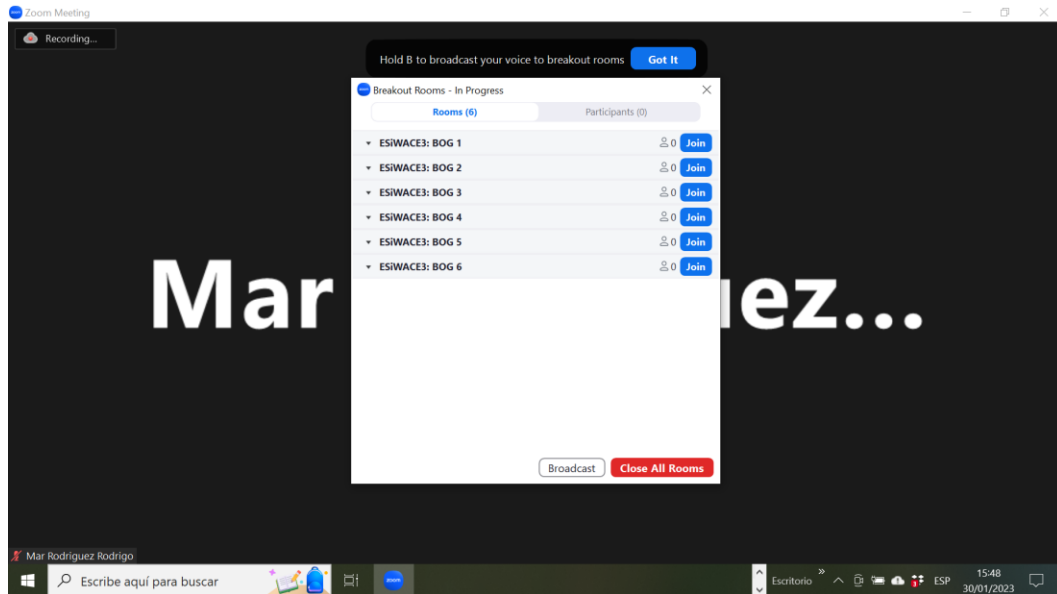 Zoom Meeting
Recording...
Hold B to broadcast your voice to breakout rooms Got It
Breakout Rooms - In Progress
Rooms (6) Participants (0)
ESiWACE3: BOG 1 0 Join
ESiWACE3: BOG 2 0 Join
ESiWACE3: BOG 3 0 Join
ESiWACE3: BOG 4 0 Join
ESiWACE3: BOG 5 0 Join
ESiWACE3: BOG 6 0 Join
Mar uez...
Broadcast Close All Rooms
Mar Rodriguez Rodrigo
Escribe aquí para buscar zoom Escritorio » ESP 15:48
30/01/2023